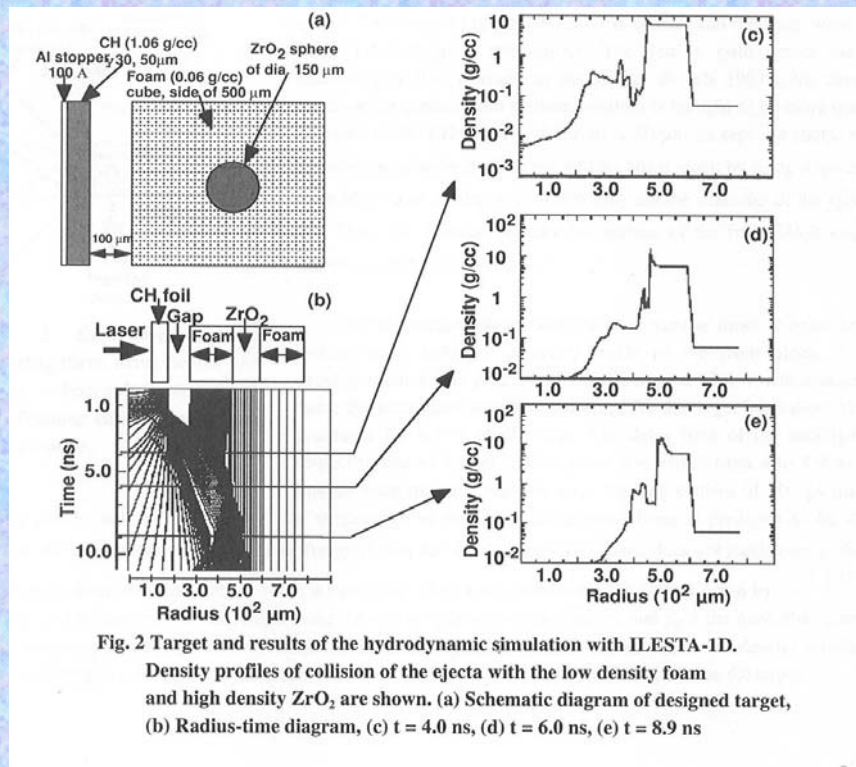 (a)
CH (1.06 g/cc)
Al stopper 30, 50μm
100 A
Foam (0.06 g/cc)
cube, side of 500 μm
ZrO2 sphere
of dia. 150 μm
100 μm
(b)
CH foil
Gap
ZrO2
Laser
Foam
Foam
1.0
5.0
10.0
Time (ns)
1.0 3.0 5.0 7.0
Radius (10² μm)
(c)
Density (g/cc)
10¹
10⁰
10⁻¹
10⁻²
10⁻³
1.0 3.0 5.0 7.0
(d)
Density (g/cc)
10²
10¹
10⁰
10⁻¹
10⁻²
1.0 3.0 5.0 7.0
(e)
Density (g/cc)
10²
10¹
10⁰
10⁻¹
10⁻²
1.0 3.0 5.0 7.0
Radius (10² μm)
Fig. 2 Target and results of the hydrodynamic simulation with ILESTA-1D.
Density profiles of collision of the ejecta with the low density foam
and high density ZrO2 are shown. (a) Schematic diagram of designed target,
(b) Radius-time diagram, (c) t = 4.0 ns, (d) t = 6.0 ns, (e) t = 8.9 ns